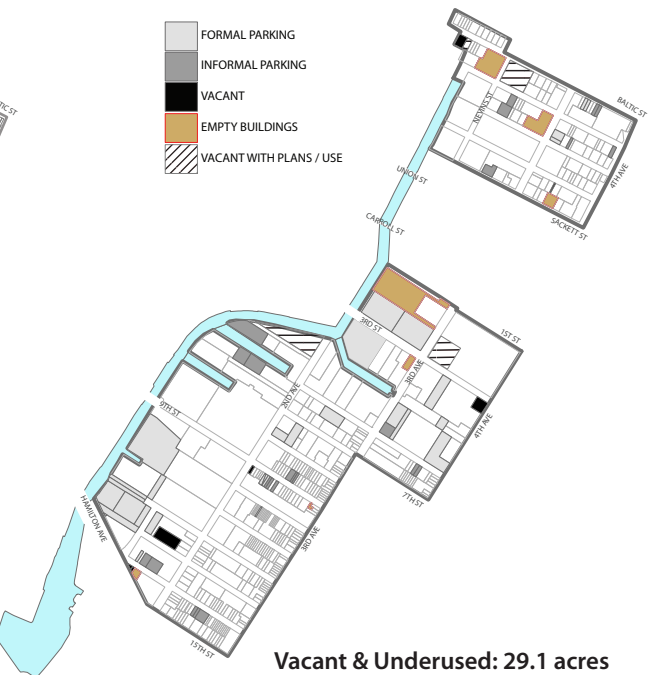 FORMAL PARKING
INFORMAL PARKING
VACANT
EMPTY BUILDINGS
VACANT WITH PLANS / USE
TIC ST
BALTIC ST
NEVINS ST
4TH AVE
UNION ST
SACKETT ST
CARROLL ST
3RD ST
1ST ST
3RD AVE
2ND AVE
9TH ST
4TH AVE
7TH ST
HAMILTON AVE
3RD AVE
15TH ST
Vacant & Underused: 29.1 acres